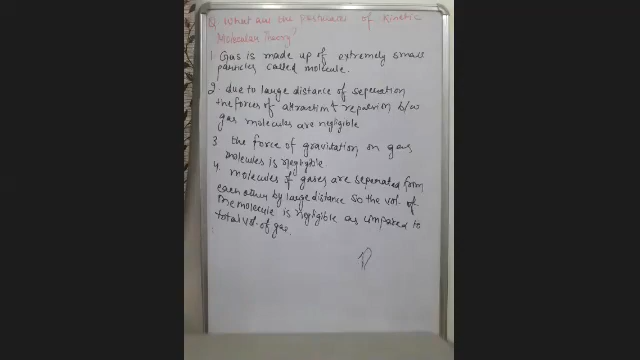 Q What are the postulates of Kinetic
Molecular Theory?
1. Gas is made up of extremely small
particles called molecule.
2. due to large distance of seperation
the forces of attraction & repulsion b/w
gas molecules are negligible
3 the force of gravitation on gas
molecules is negligible
4. molecules of gases are separated from
each other by large distance so the vol. of
the molecule is negligible as compared to
total vol. of gas.